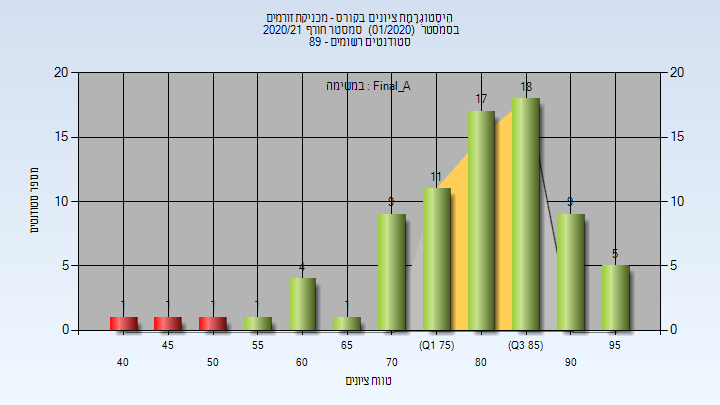 הִיסְטוֹגְרָמַת ציונים בקורס - מכניקת זורמים
בסמסטר (01/2020) סמסטר חורף 2020/21
סטודנטים רשומים - 89
במשימה : Final_A
20 20
15 15
10 10
5 5
0 0
מספר סטודנטים
1 1 1 1 4 1 9 11 17 18 9 5
45 55 65 (Q1 75) (Q3 85) 95
40 50 60 70 80 90
טווח ציונים